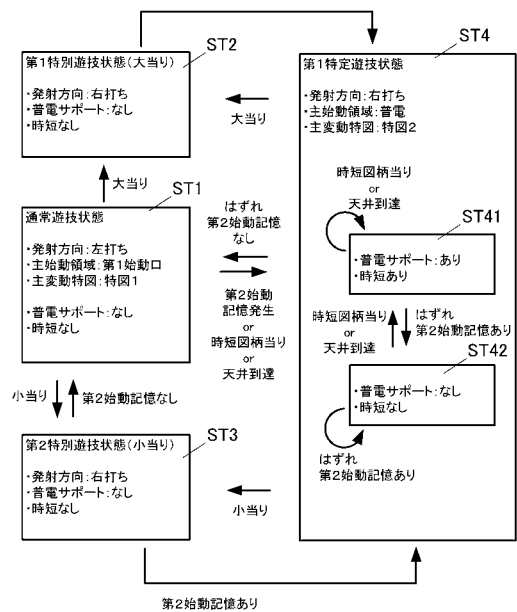 ST2
第1特別遊技状態(大当り)
・発射方向:右打ち
・普電サポート:なし
・時短なし
大当り
ST1
通常遊技状態
・発射方向:左打ち
・主始動領域:第1始動口
・主変動特図:特図1
・普電サポート:なし
・時短なし
小当り
第2始動記憶なし
ST3
第2特別遊技状態(小当り)
・発射方向:右打ち
・普電サポート:なし
・時短なし
第2始動記憶あり
大当り
はずれ
第2始動記憶
なし
第2始動
記憶発生
or
時短図柄当り
or
天井到達
小当り
ST4
第1特定遊技状態
・発射方向:右打ち
・主始動領域:普電
・主変動特図:特図2
時短図柄当り
or
天井到達
ST41
・普電サポート:あり
・時短あり
時短図柄当り
or
天井到達
はずれ
第2始動記憶あり
ST42
・普電サポート:なし
・時短なし
はずれ
第2始動記憶あり